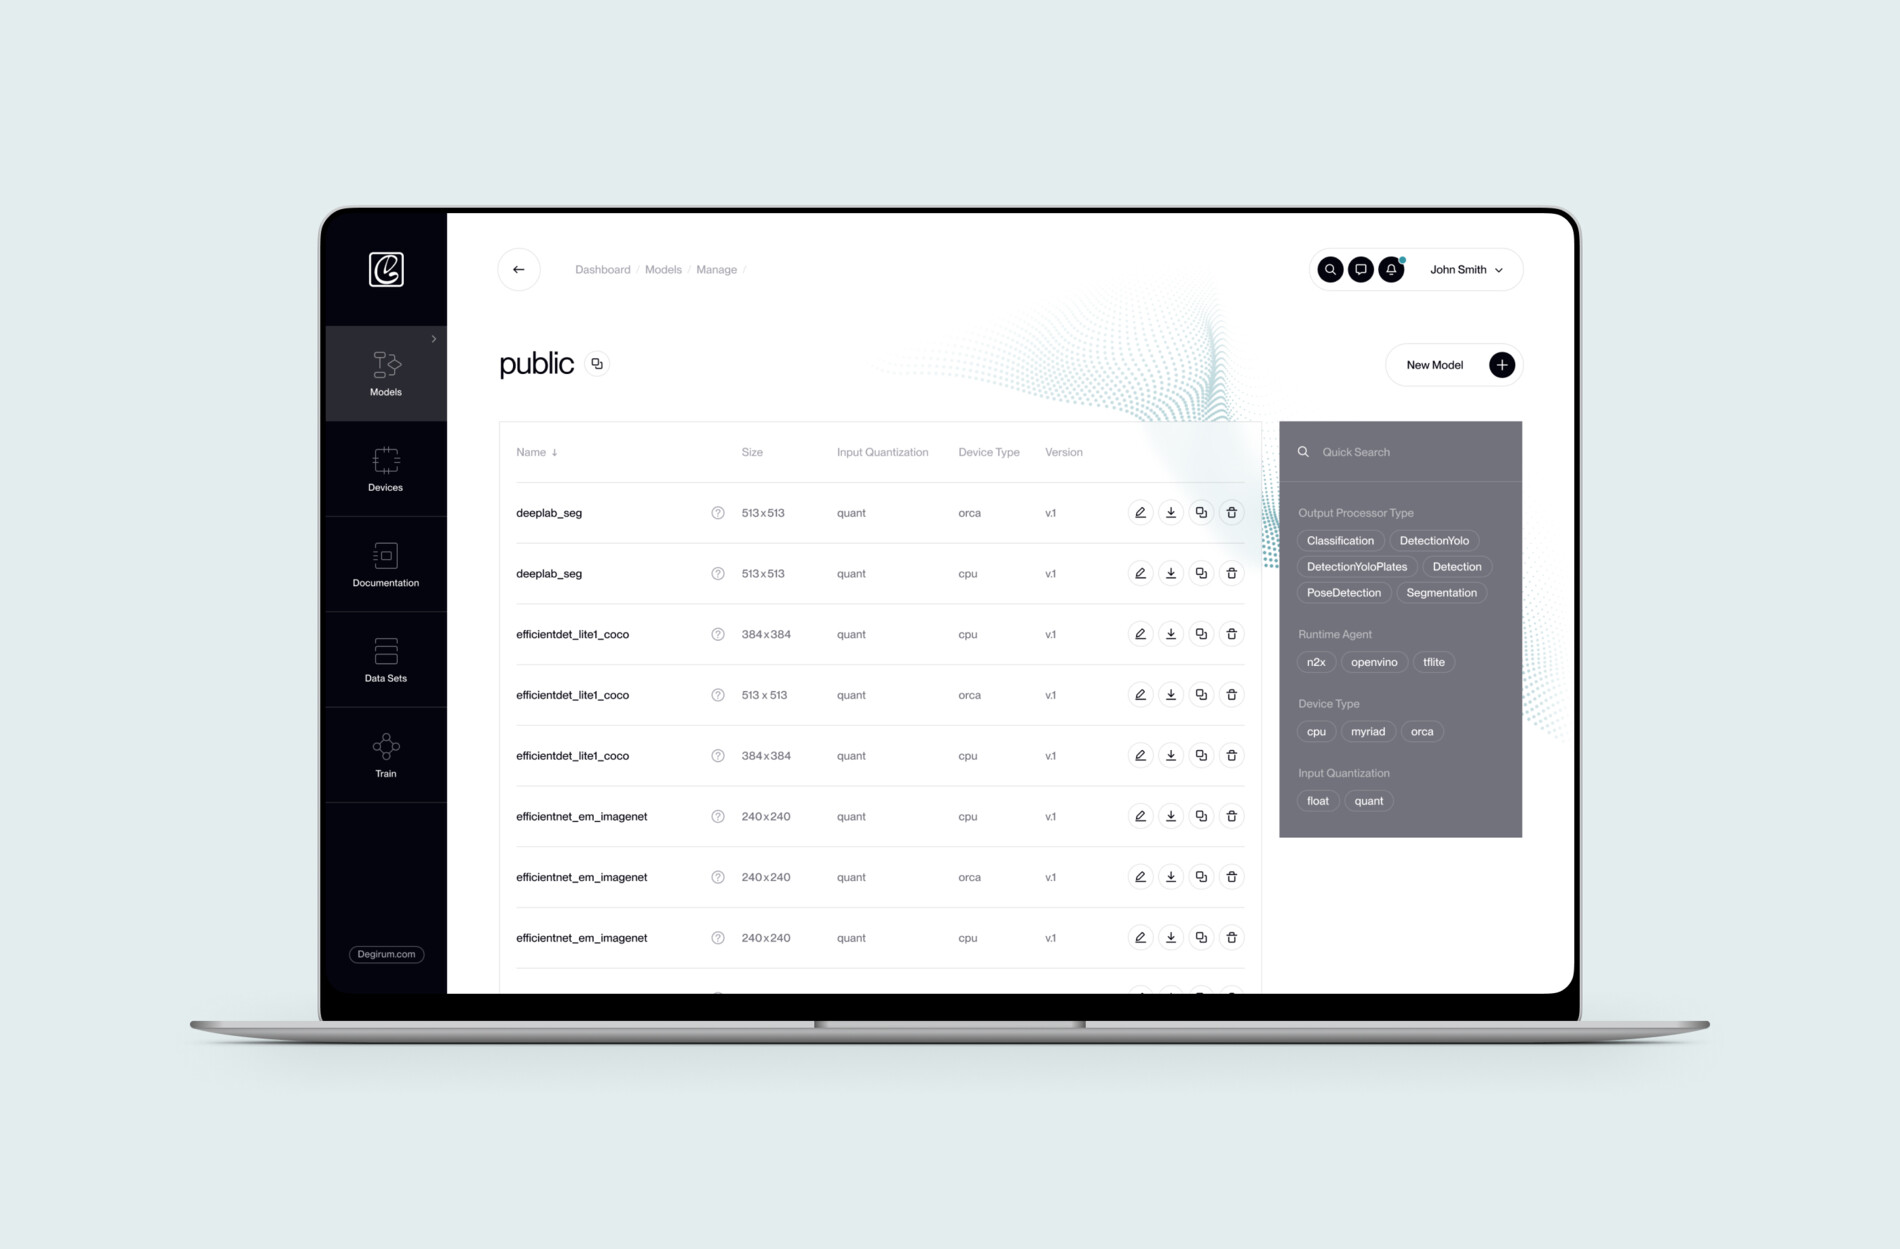 Dashboard / Models / Manage /
John Smith
Models
Devices
Documentation
Data Sets
Train
Degirum.com
public
New Model
Name ↓ Size Input Quantization Device Type Version
deeplab_seg ? 513x513 quant orca v.1
deeplab_seg ? 513x513 quant cpu v.1
efficientdet_lite1_coco ? 384x384 quant cpu v.1
efficientdet_lite1_coco ? 513 x 513 quant orca v.1
efficientdet_lite1_coco ? 384x384 quant cpu v.1
efficientnet_em_imagenet ? 240x240 quant cpu v.1
efficientnet_em_imagenet ? 240x240 quant orca v.1
efficientnet_em_imagenet ? 240x240 quant cpu v.1
Quick Search
Output Processor Type
Classification DetectionYolo
DetectionYoloPlates Detection
PoseDetection Segmentation
Runtime Agent
n2x openvino tflite
Device Type
cpu myriad orca
Input Quantization
float quant